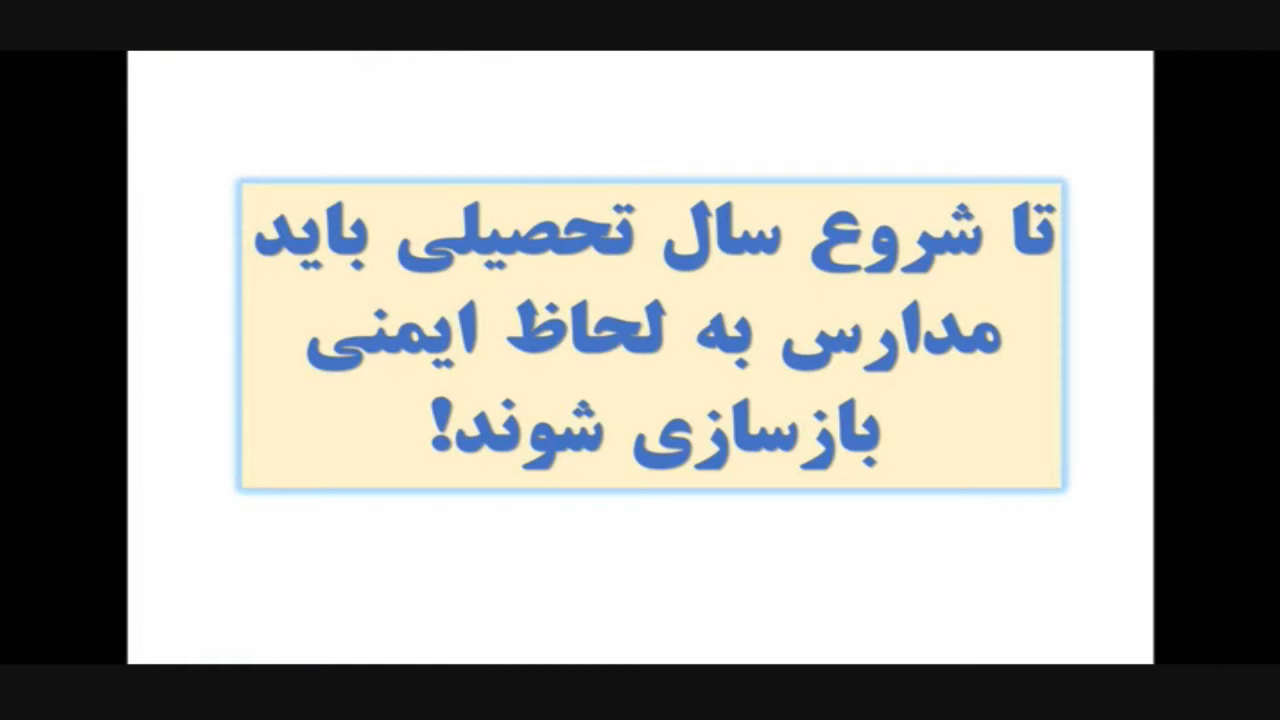 تا شروع سال تحصیلی باید
مدارس به لحاظ ایمنی
بازسازی شوند!